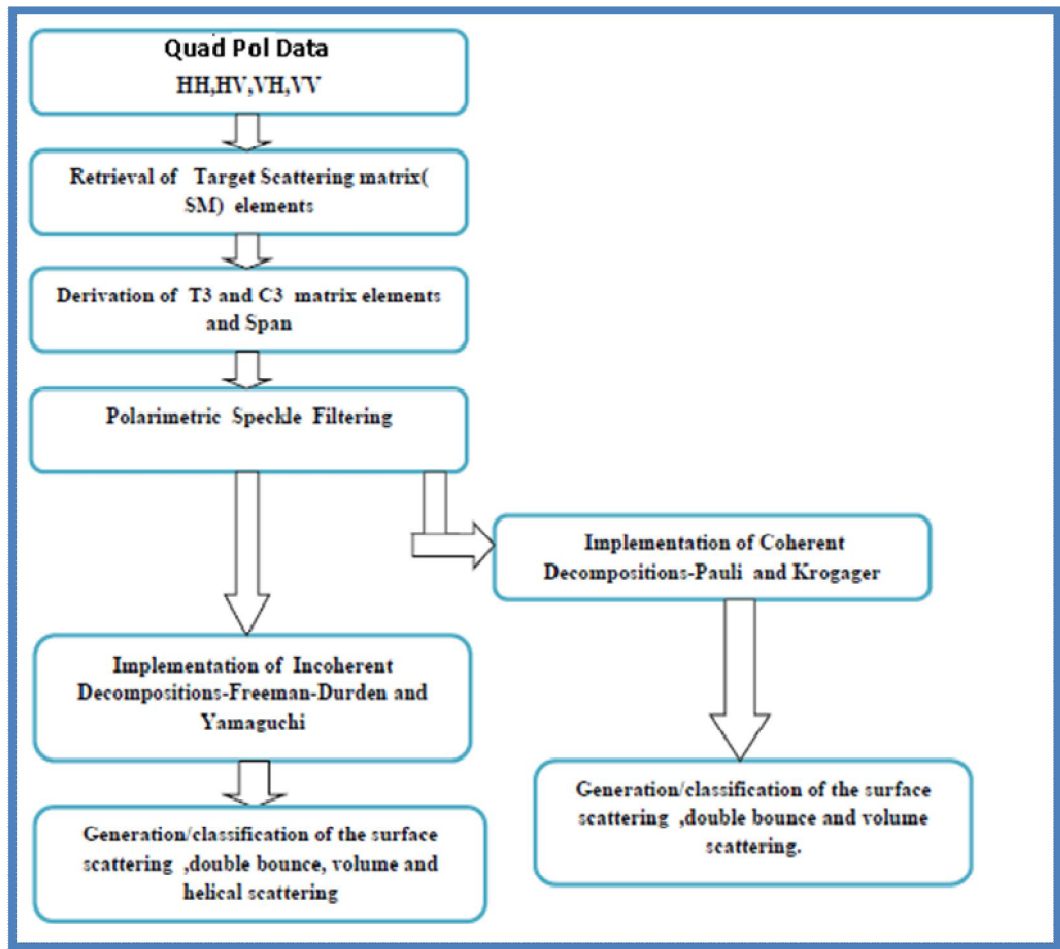 Quad Pol Data
HH,HV,VH,VV
Retrieval of Target Scattering matrix(
SM) elements
Derivation of T3 and C3 matrix elements
and Span
Polarimetric Speckle Filtering
Implementation of Coherent
Decompositions-Pauli and Krogager
Implementation of Incoherent
Decompositions-Freeman-Durden and
Yamaguchi
Generation/classification of the surface
scattering ,double bounce and volume
scattering.
Generation/classification of the surface
scattering ,double bounce, volume and
helical scattering